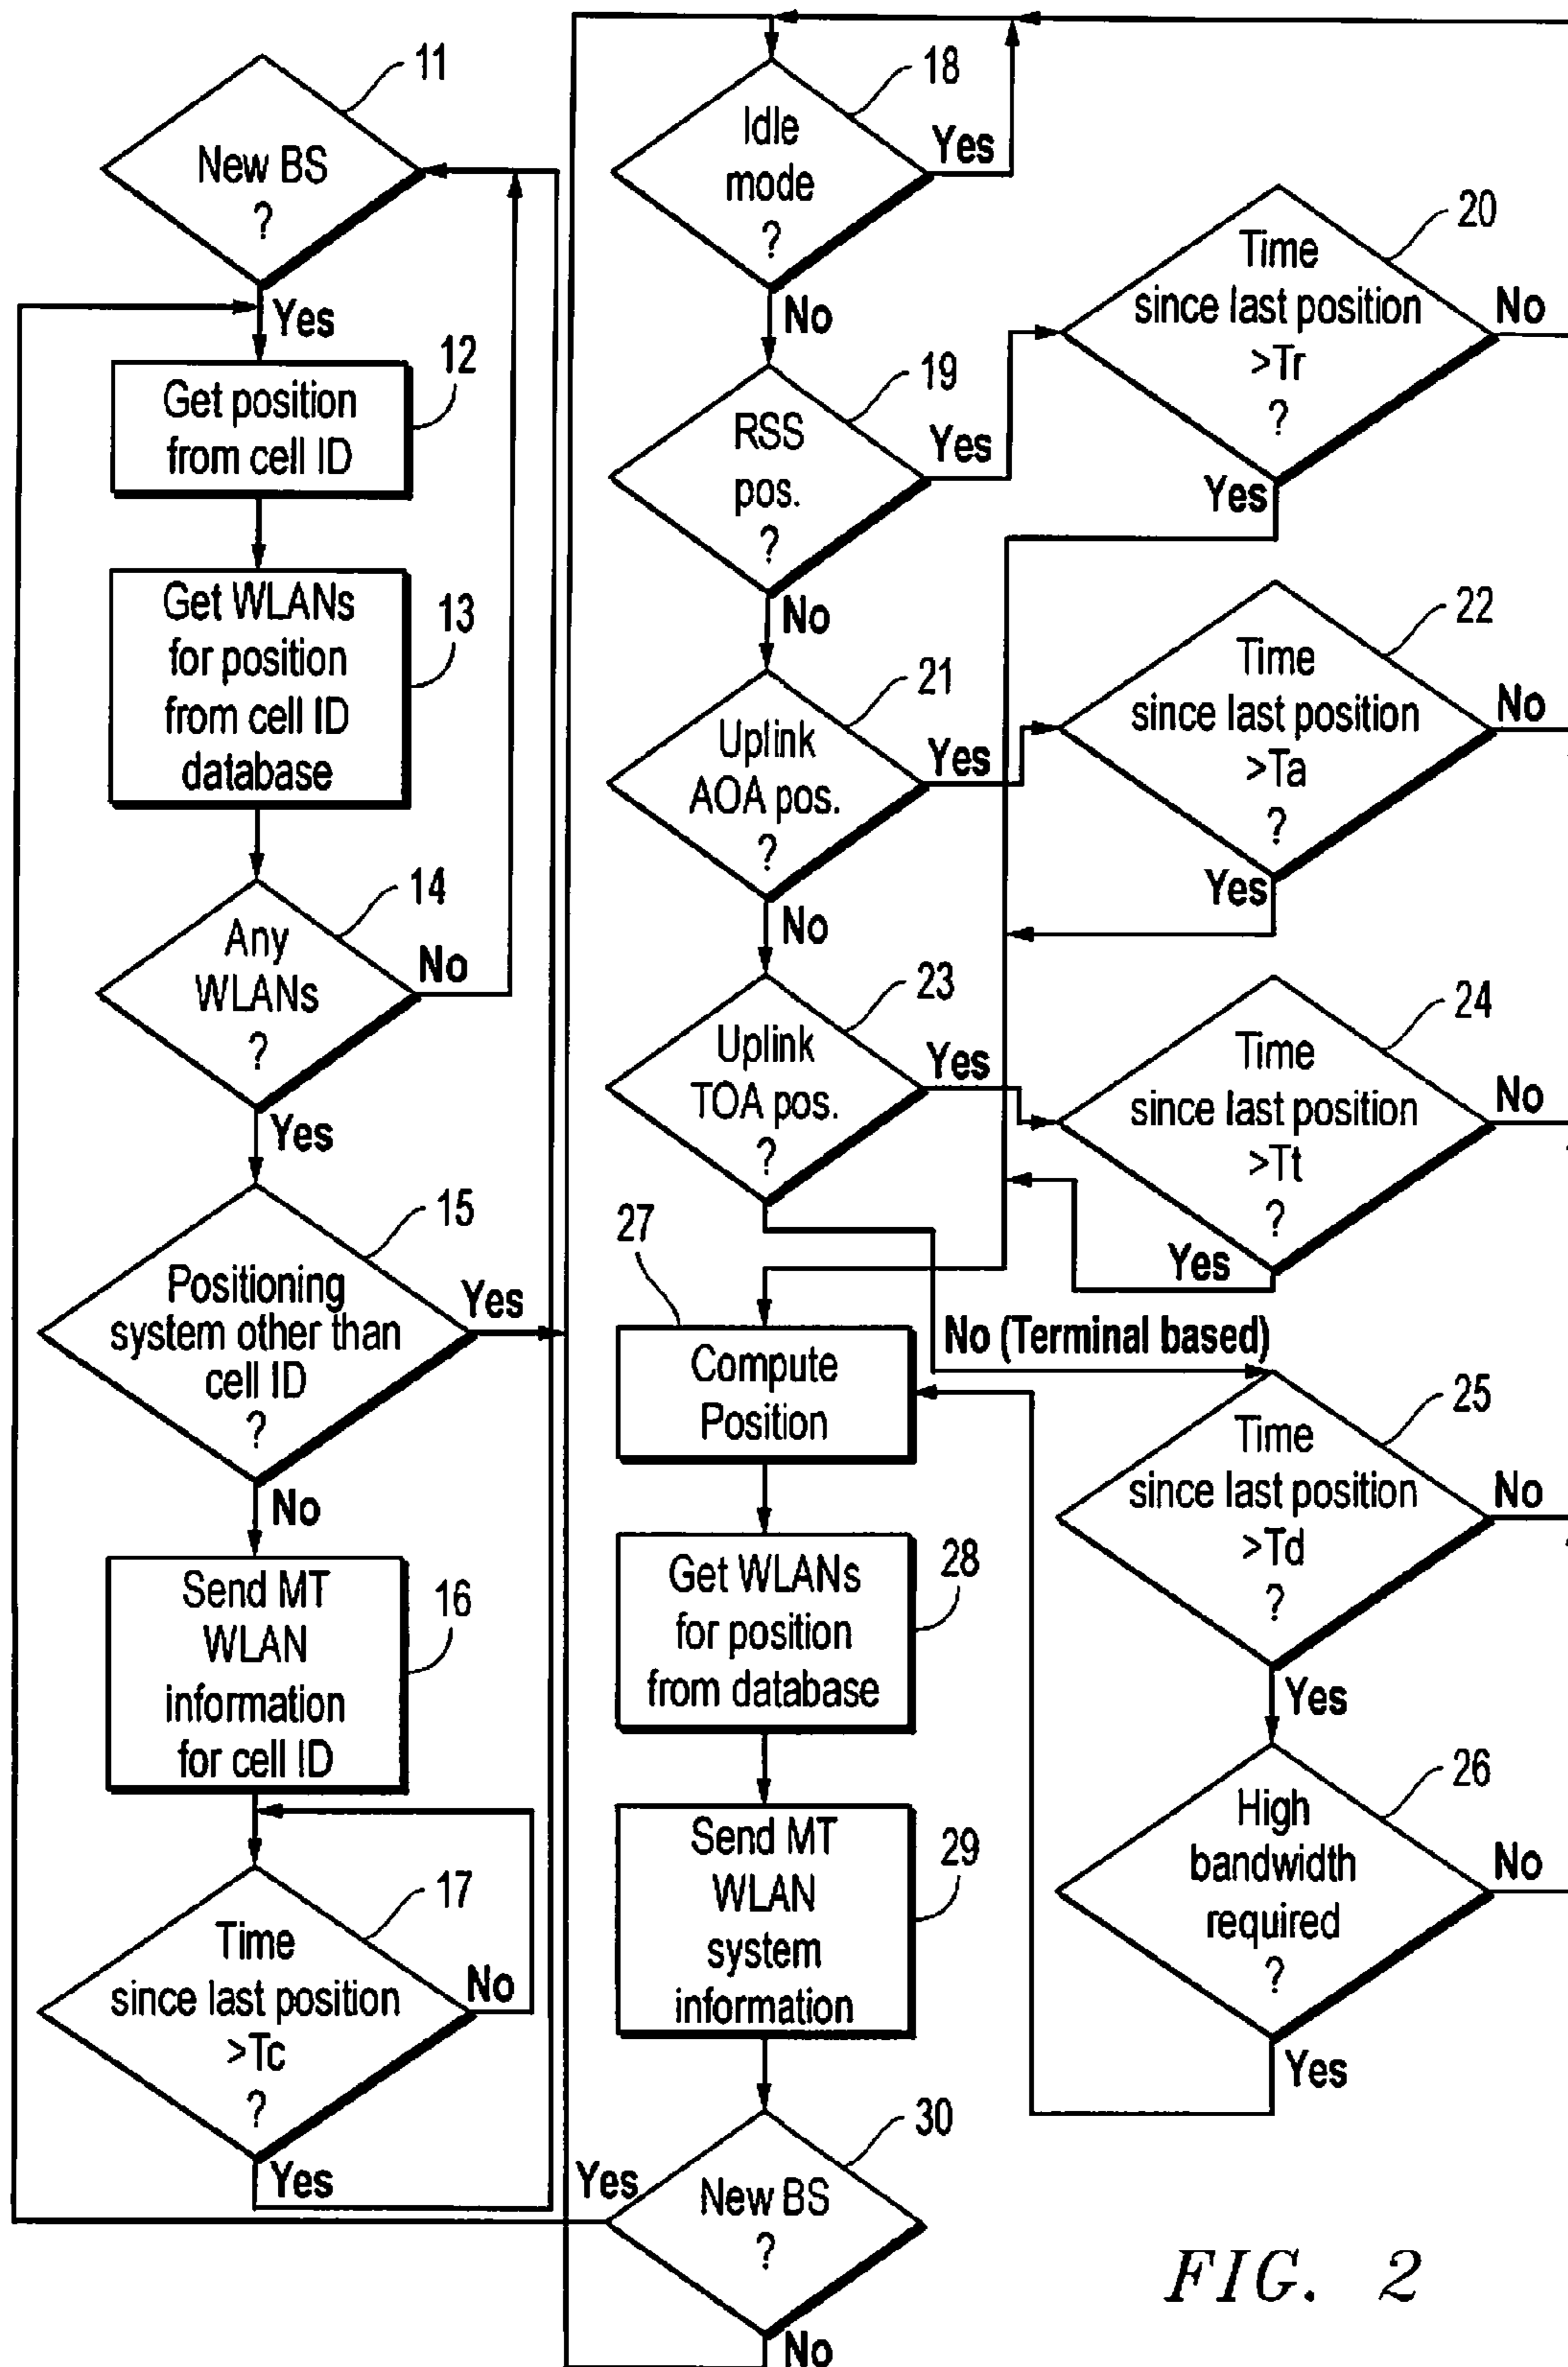 11
New BS
?
Yes
12
Get position
from cell ID
13
Get WLANs
for position
from cell ID
database
14
Any
WLANs
?
No
Yes
15
Positioning
system other than
cell ID
?
Yes
No
16
Send MT
WLAN
information
for cell ID
17
Time
since last position
>Tc
?
No
Yes
18
Idle
mode
?
Yes
No
19
RSS
pos.
?
Yes
No
20
Time
since last position
>Tr
?
No
Yes
21
Uplink
AOA pos.
?
Yes
No
22
Time
since last position
>Ta
?
No
Yes
23
Uplink
TOA pos.
?
Yes
No (Terminal based)
24
Time
since last position
>Tt
?
No
Yes
25
Time
since last position
>Td
?
No
Yes
26
High
bandwidth
required
?
No
Yes
27
Compute
Position
28
Get WLANs
for position
from database
29
Send MT
WLAN
system
information
30
New BS
?
Yes
No
FIG. 2